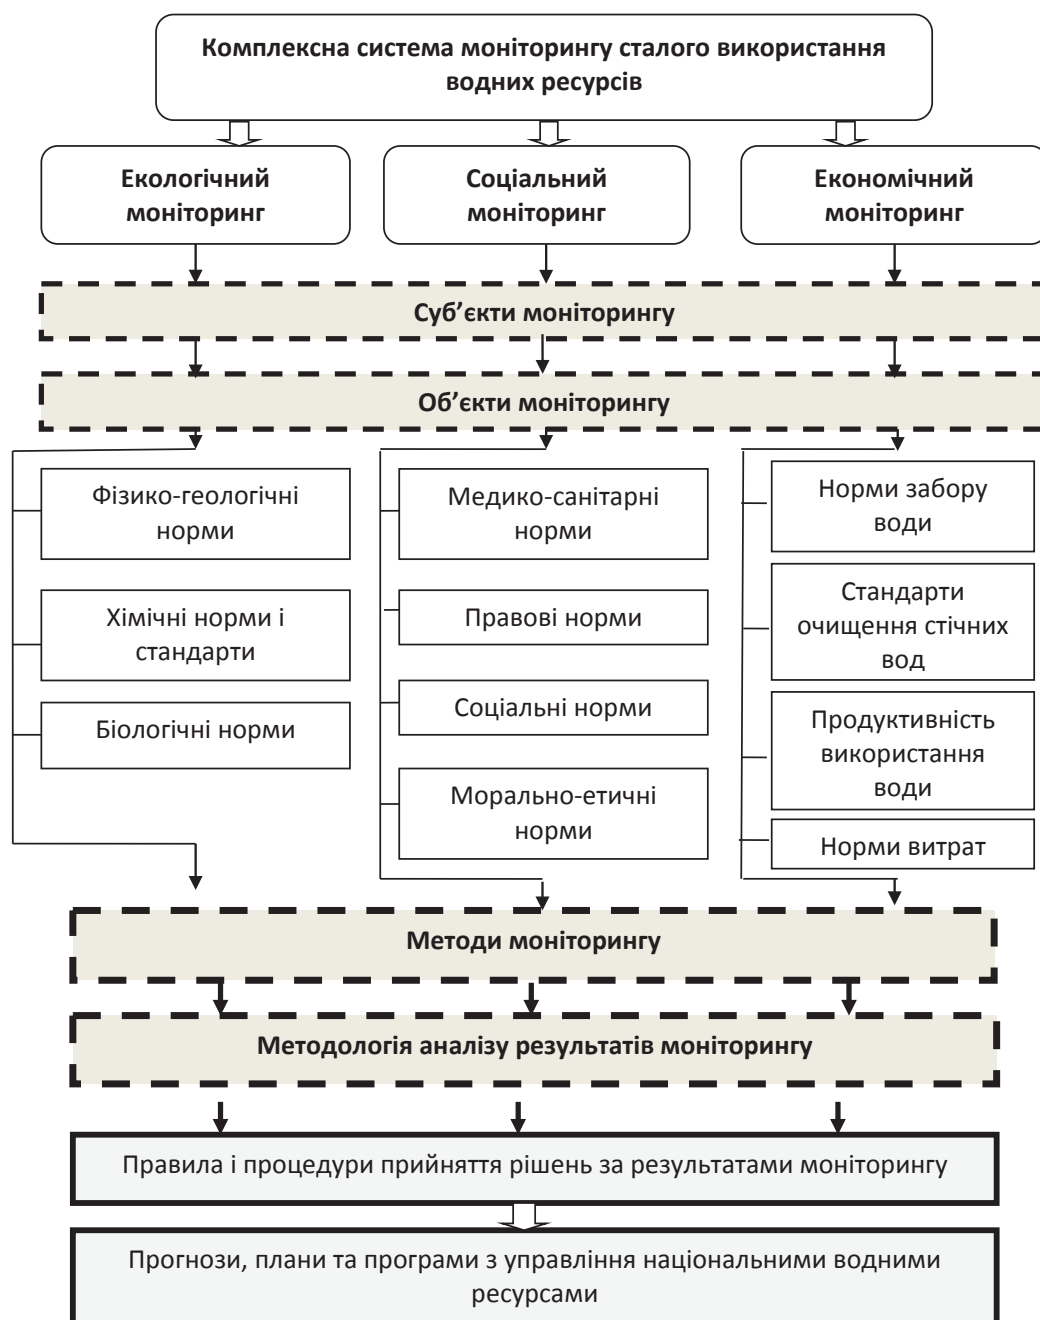 Комплексна система моніторингу сталого використання
водних ресурсів
Екологічний
моніторинг
Соціальний
моніторинг
Економічний
моніторинг
Суб’єкти моніторингу
Об’єкти моніторингу
Фізико-геологічні
норми
Хімічні норми і
стандарти
Біологічні норми
Медико-санітарні
норми
Правові норми
Соціальні норми
Морально-етичні
норми
Норми забору
води
Стандарти
очищення стічних
вод
Продуктивність
використання
води
Норми витрат
Методи моніторингу
Методологія аналізу результатів моніторингу
Правила і процедури прийняття рішень за результатами моніторингу
Прогнози, плани та програми з управління національними водними
ресурсами